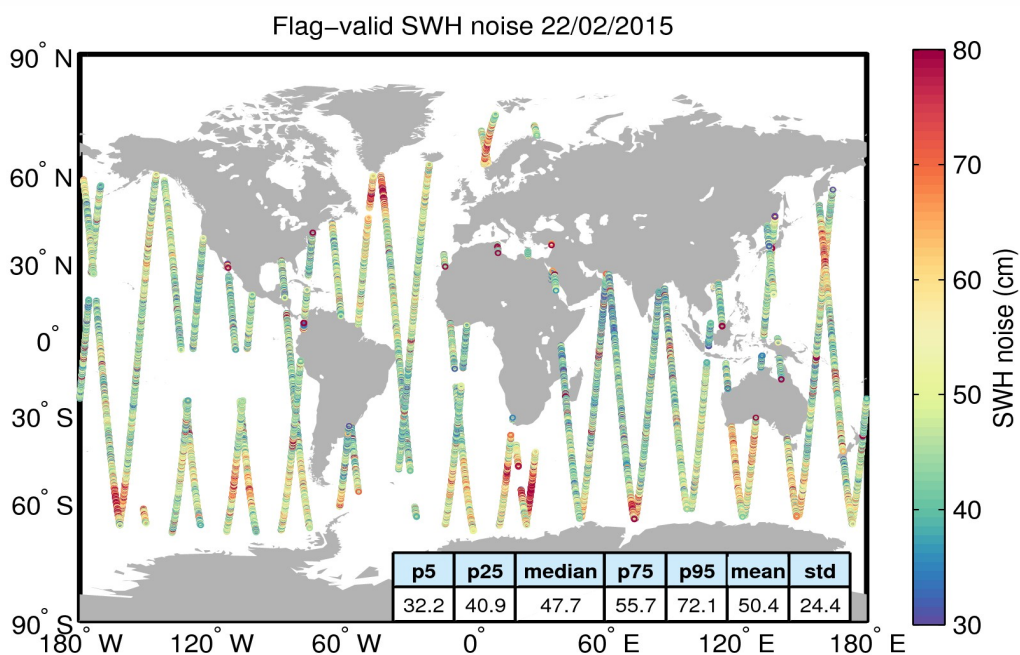 Flag−valid SWH noise 22/02/2015
90° N
60° N
30° N
0°
30° S
60° S
90° S
180° W
120° W
60° W
0°
60° E
120° E
180° E
80
70
60
50
40
30
SWH noise (cm)
p5 p25 median p75 p95 mean std
32.2 40.9 47.7 55.7 72.1 50.4 24.4